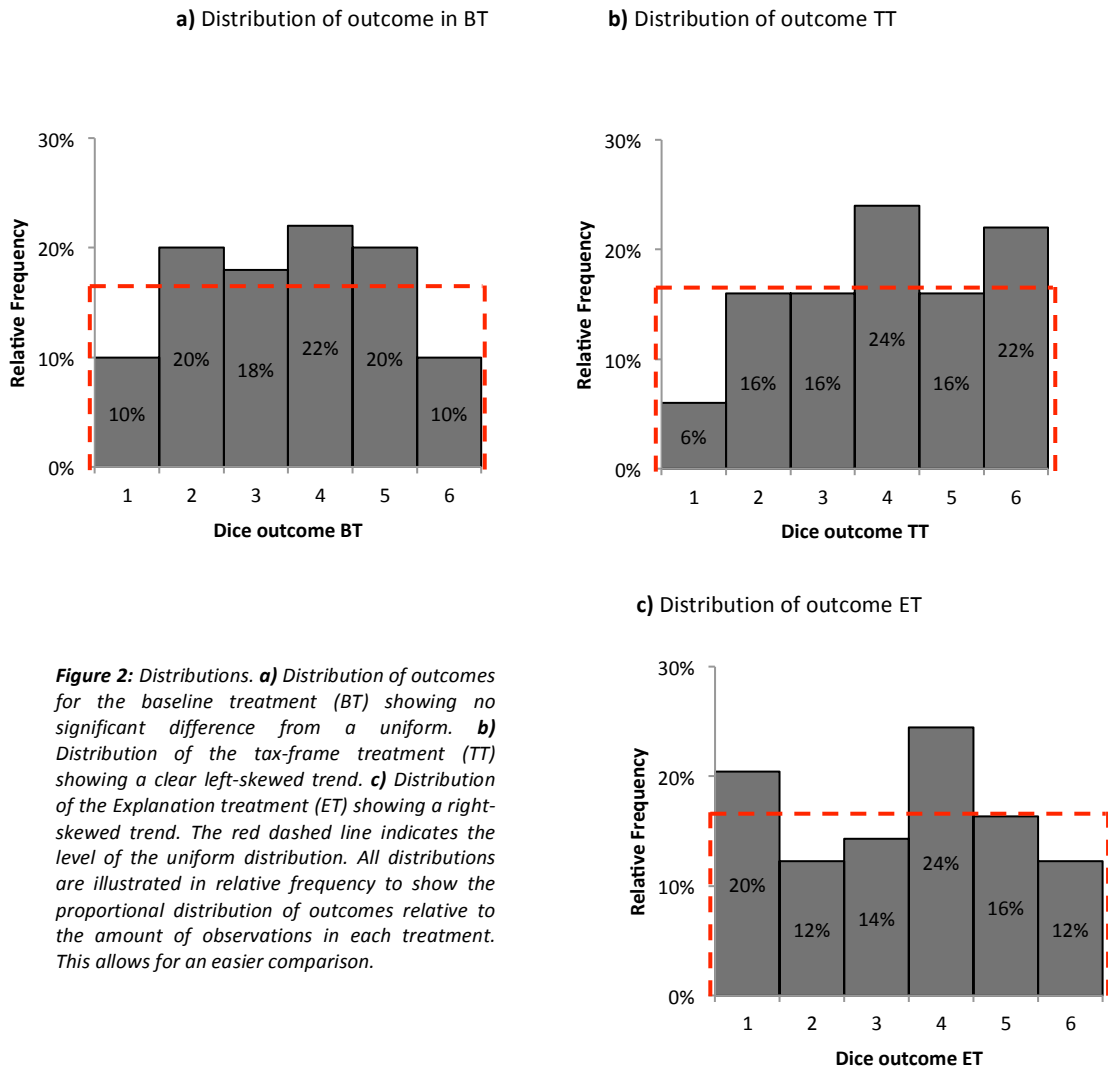 a) Distribution of outcome in BT
30%
20%
10%
0%
Relative Frequency
10%
20%
18%
22%
20%
10%
1 2 3 4 5 6
Dice outcome BT
b) Distribution of outcome TT
30%
20%
10%
0%
Relative Frequency
6%
16%
16%
24%
16%
22%
1 2 3 4 5 6
Dice outcome TT
Figure 2: Distributions. a) Distribution of outcomes
for the baseline treatment (BT) showing no
significant difference from a uniform. b)
Distribution of the tax-frame treatment (TT)
showing a clear left-skewed trend. c) Distribution
of the Explanation treatment (ET) showing a right-
skewed trend. The red dashed line indicates the
level of the uniform distribution. All distributions
are illustrated in relative frequency to show the
proportional distribution of outcomes relative to
the amount of observations in each treatment.
This allows for an easier comparison.
c) Distribution of outcome ET
30%
20%
10%
0%
Relative Frequency
20%
12%
14%
24%
16%
12%
1 2 3 4 5 6
Dice outcome ET